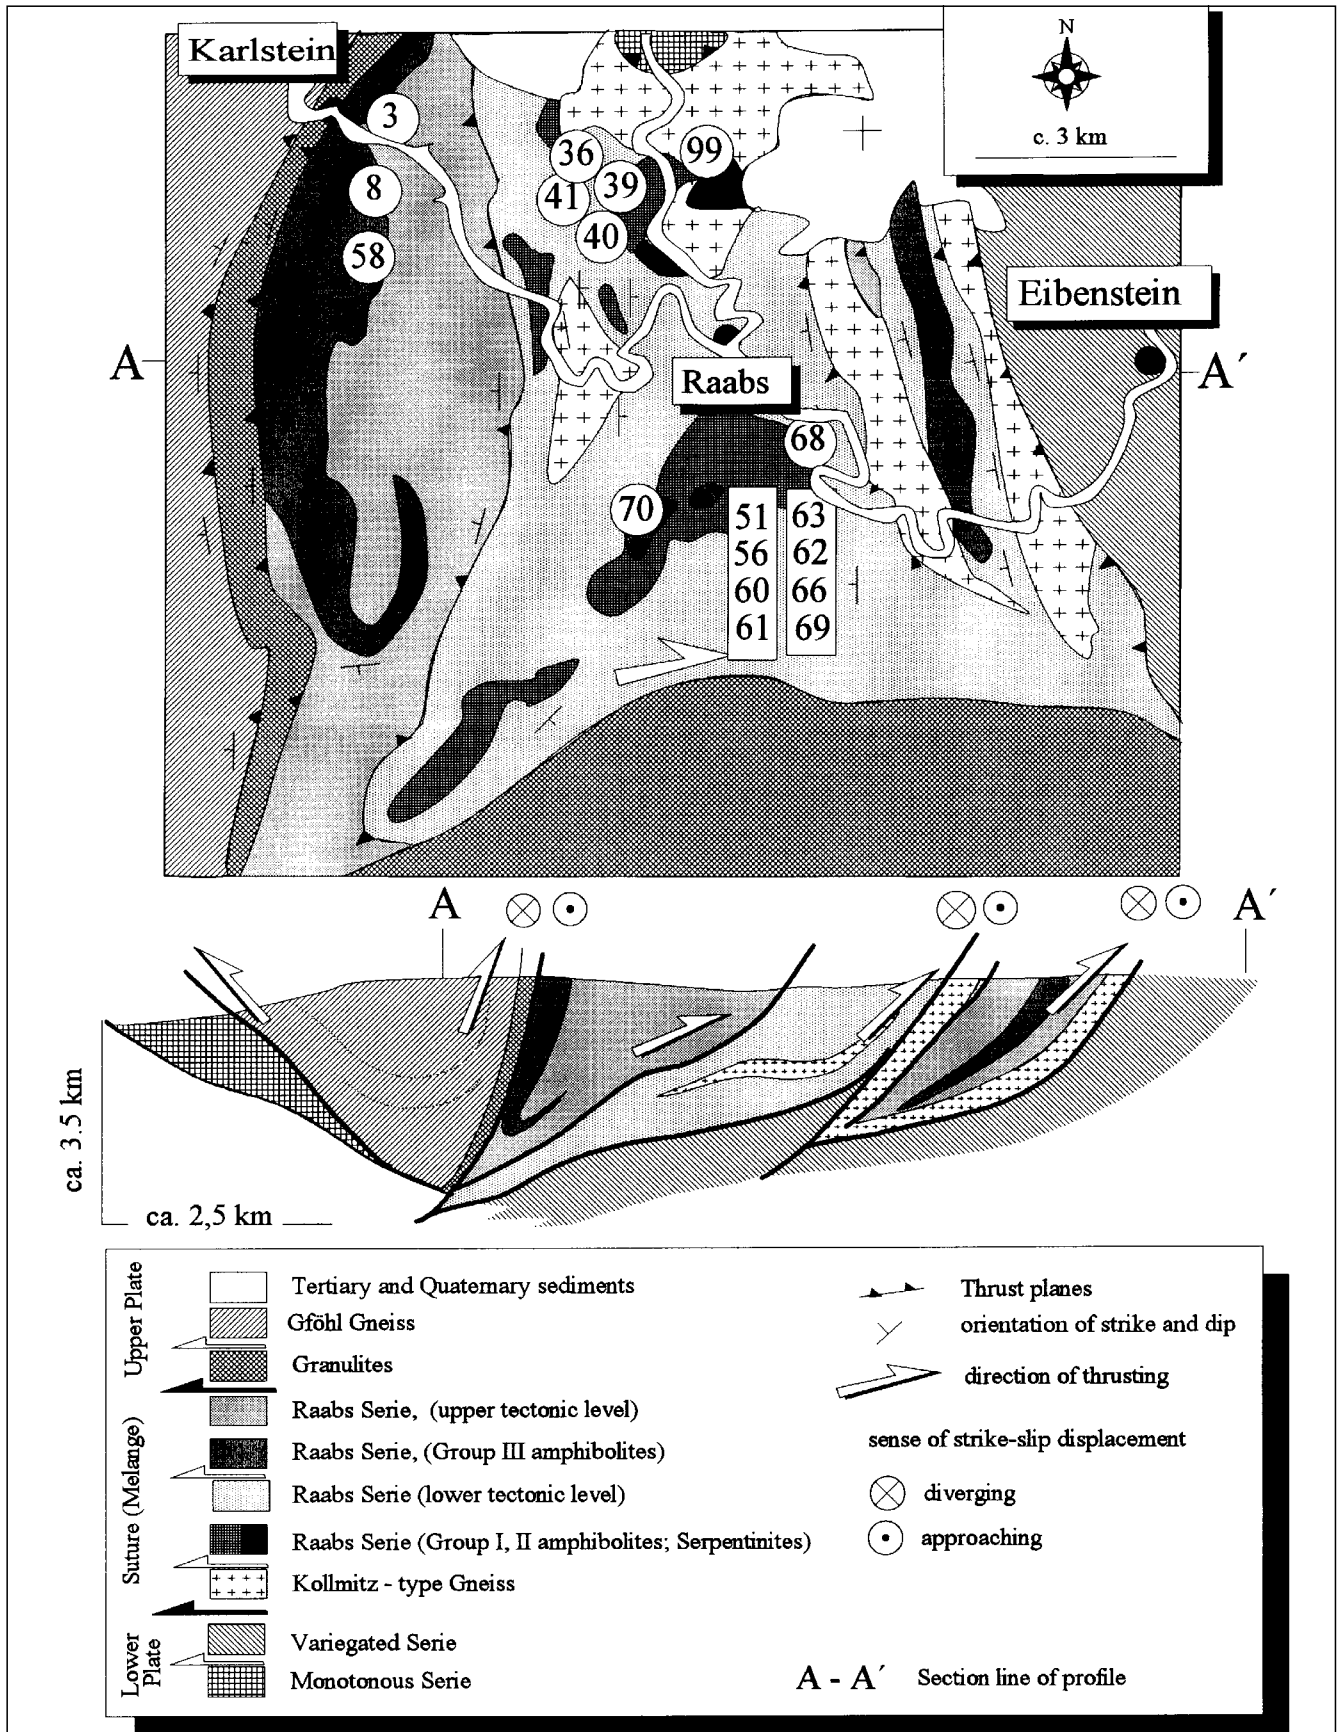 Karlstein
N
c. 3 km
3
36
99
8
41
39
40
58
Eibenstein
A
A´
Raabs
68
70
51
63
56
62
60
66
61
69
A
A´
ca. 3.5 km
ca. 2,5 km
Upper Plate
Tertiary and Quaternary sediments
Gföhl Gneiss
Granulites
Suture (Melange)
Raabs Serie, (upper tectonic level)
Raabs Serie, (Group III amphibolites)
Raabs Serie (lower tectonic level)
Raabs Serie (Group I, II amphibolites; Serpentinites)
Kollmitz - type Gneiss
Lower
Plate
Variegated Serie
Monotonous Serie
Thrust planes
orientation of strike and dip
direction of thrusting
sense of strike-slip displacement
diverging
approaching
A - A´ Section line of profile